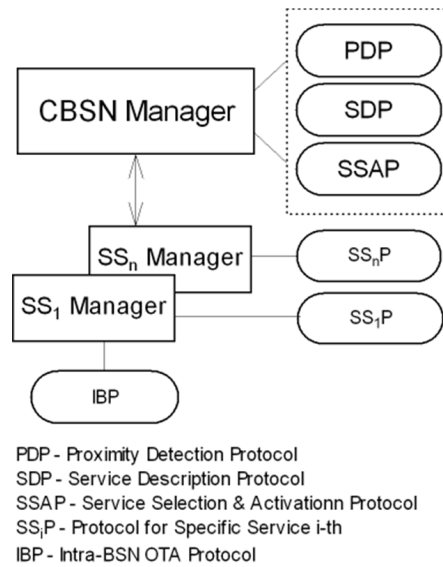 PDP
CBSN Manager
SDP
SSAP
SSₙ Manager
SSₙP
SS₁ Manager
SS₁P
IBP
PDP - Proximity Detection Protocol
SDP - Service Description Protocol
SSAP - Service Selection & Activationn Protocol
SSᵢP - Protocol for Specific Service i-th
IBP - Intra-BSN OTA Protocol